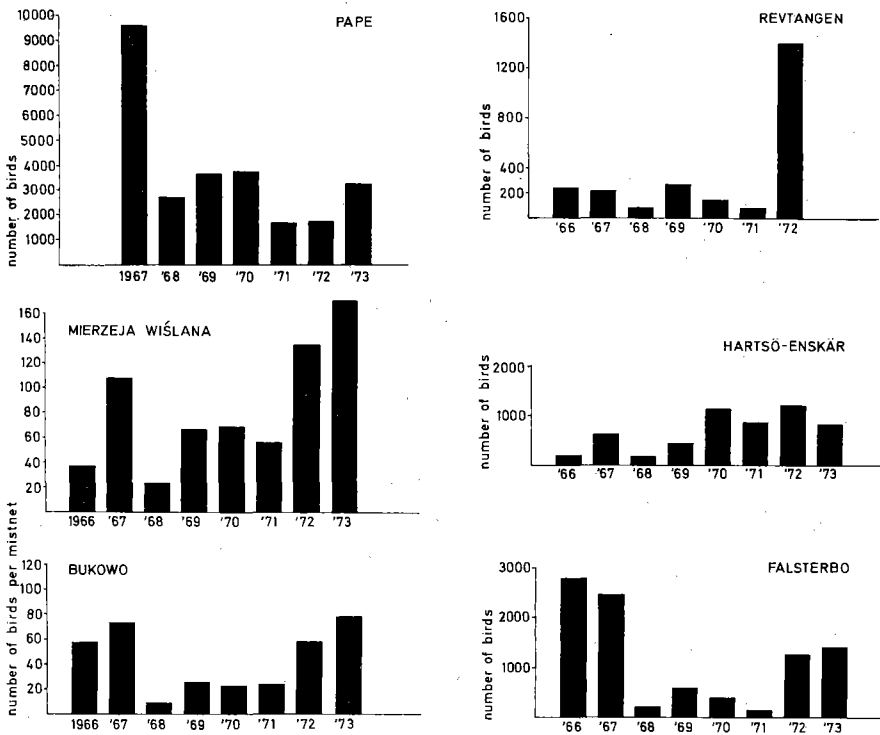 PAPE
10000
9000
8000
7000
6000
5000
4000
3000
2000
1000
number of birds
1967 '68 '69 '70 '71 '72 '73
REVTANGEN
1600
1400
800
400
200
number of birds
'66 '67 '68 '69 '70 '71 '72
MIERZEJA WIŚLANA
160
140
120
100
80
60
40
20
1966 '67 '68 '69 '70 '71 '72 '73
HARTSÖ-ENSKÄR
2000
1000
number of birds
'66 '67 '68 '69 '70 '71 '72 '73
BUKOWO
120
100
80
60
40
20
number of birds per mistnet
1966 '67 '68 '69 '70 '71 '72 '73
FALSTERBO
3000
2000
1000
number of birds
'66 '67 '68 '69 '70 '71 '72 '73